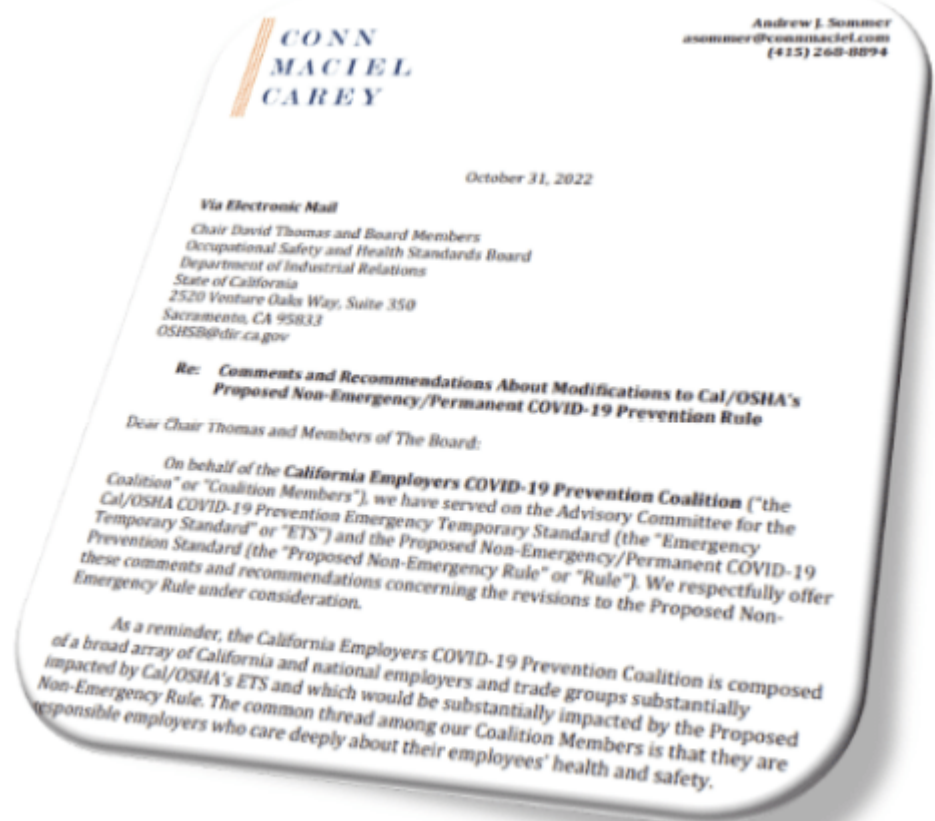 CONN
MACIEL
CAREY
Andrew J. Sommer
asommer@connmaciel.com
(415) 268-8894
October 31, 2022
Via Electronic Mail
Chair David Thomas and Board Members
Occupational Safety and Health Standards Board
Department of Industrial Relations
State of California
2520 Venture Oaks Way, Suite 350
Sacramento, CA 95833
OSHSB@dir.ca.gov
Re: Comments and Recommendations About Modifications to Cal/OSHA's
Proposed Non-Emergency/Permanent COVID-19 Prevention Rule
Dear Chair Thomas and Members of The Board:
On behalf of the California Employers COVID-19 Prevention Coalition ("the
Coalition" or "Coalition Members"), we have served on the Advisory Committee for the
Cal/OSHA COVID-19 Prevention Emergency Temporary Standard (the "Emergency
Temporary Standard" or "ETS") and the Proposed Non-Emergency/Permanent COVID-19
Prevention Standard (the "Proposed Non-Emergency Rule" or "Rule"). We respectfully offer
these comments and recommendations concerning the revisions to the Proposed Non-
Emergency Rule under consideration.
As a reminder, the California Employers COVID-19 Prevention Coalition is composed
of a broad array of California and national employers and trade groups substantially
impacted by Cal/OSHA's ETS and which would be substantially impacted by the Proposed
Non-Emergency Rule. The common thread among our Coalition Members is that they are
responsible employers who care deeply about their employees' health and safety.